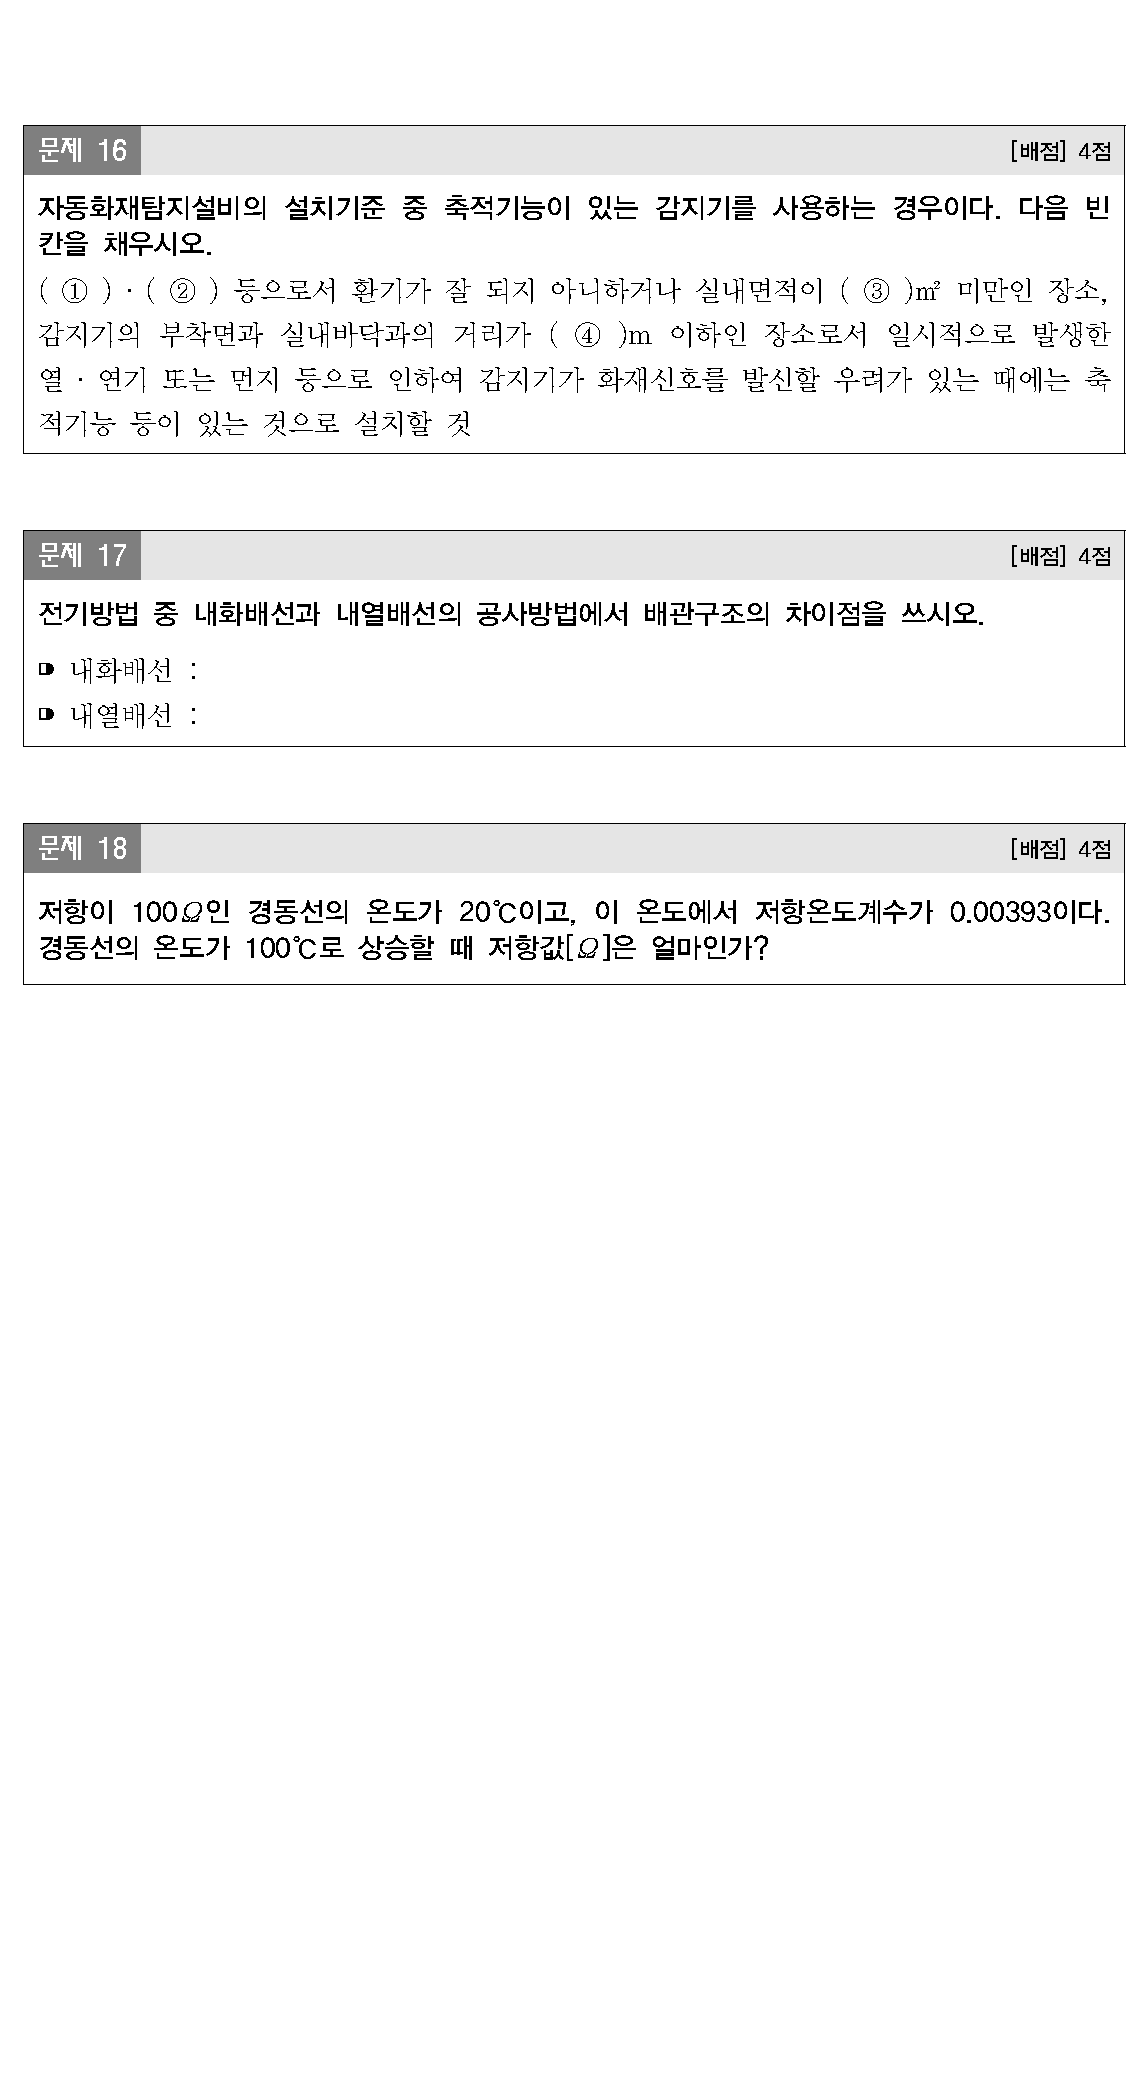 문제 16 [배점] 4점
자동화재탐지설비의 설치기준 중 축적기능이 있는 감지기를 사용하는 경우이다. 다음 빈
칸을 채우시오.
( ① )·( ② ) 등으로서 환기가 잘 되지 아니하거나 실내면적이 ( ③ )㎡ 미만인 장소,
감지기의 부착면과 실내바닥과의 거리가 ( ④ )m 이하인 장소로서 일시적으로 발생한
열·연기 또는 먼지 등으로 인하여 감지기가 화재신호를 발신할 우려가 있는 때에는 축
적기능 등이 있는 것으로 설치할 것
문제 17 [배점] 4점
전기방법 중 내화배선과 내열배선의 공사방법에서 배관구조의 차이점을 쓰시오.
내화배선 :
내열배선 :
문제 18 [배점] 4점
저항이 100Ω인 경동선의 온도가 20℃이고, 이 온도에서 저항온도계수가 0.00393이다.
경동선의 온도가 100℃로 상승할 때 저항값[Ω]은 얼마인가?